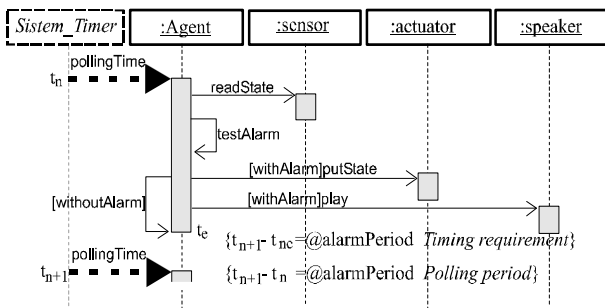 Sistem_Timer :Agent :sensor :actuator :speaker
pollingTime
tn
readState
testAlarm
[withAlarm]putState
[withoutAlarm]
[withAlarm]play
te
{tn+1- tnc =@alarmPeriod Timing requirement}
pollingTime
tn+1
{tn+1- tn =@alarmPeriod Polling period}